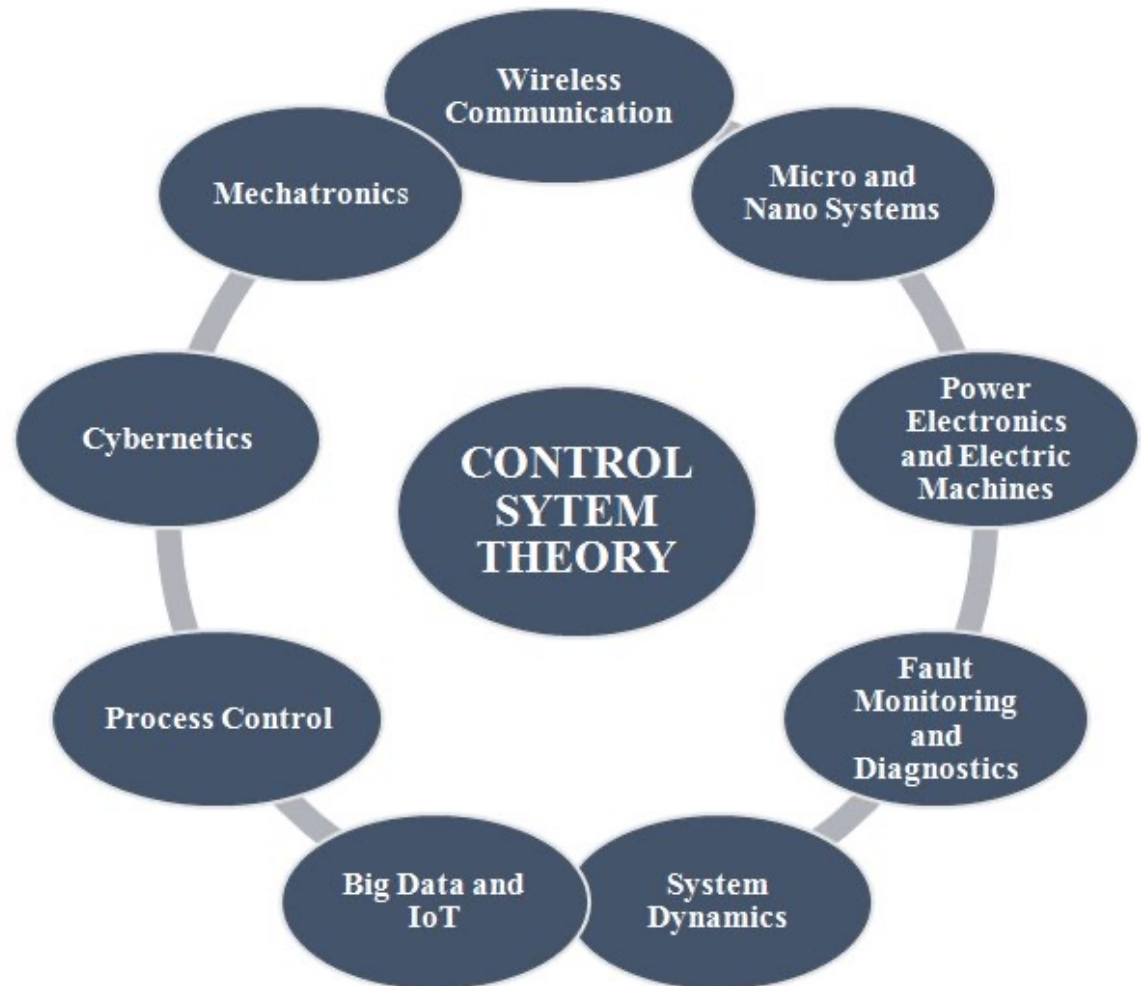 Wireless
Communication
Micro and
Nano Systems
Power
Electronics
and Electric
Machines
Fault
Monitoring
and
Diagnostics
System
Dynamics
Big Data and
IoT
Process Control
Cybernetics
Mechatronics
CONTROL
SYTEM
THEORY